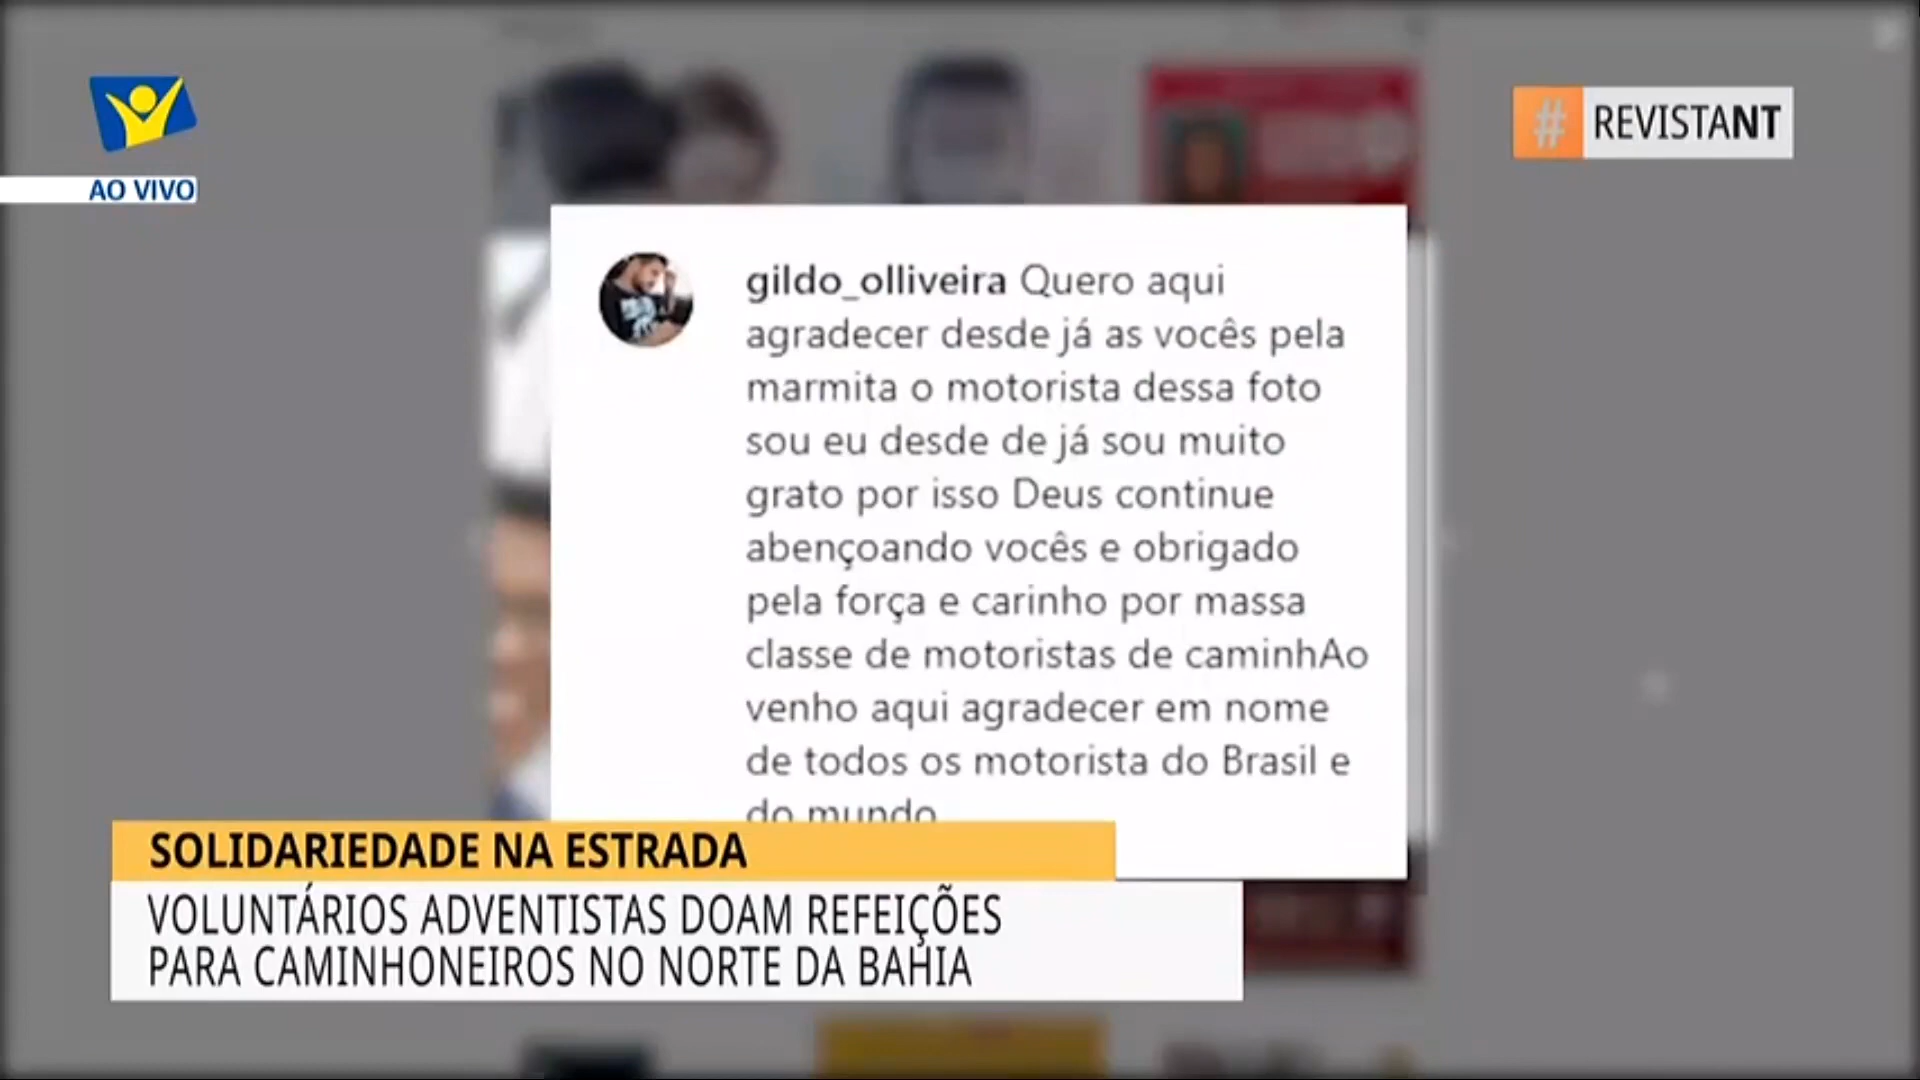 AO VIVO
# REVISTANT
gildo_olliveira Quero aqui
agradecer desde já as vocês pela
marmita o motorista dessa foto
sou eu desde de já sou muito
grato por isso Deus continue
abençoando vocês e obrigado
pela força e carinho por massa
classe de motoristas de caminhAo
venho aqui agradecer em nome
de todos os motorista do Brasil e
do mundo
SOLIDARIEDADE NA ESTRADA
VOLUNTÁRIOS ADVENTISTAS DOAM REFEIÇÕES
PARA CAMINHONEIROS NO NORTE DA BAHIA